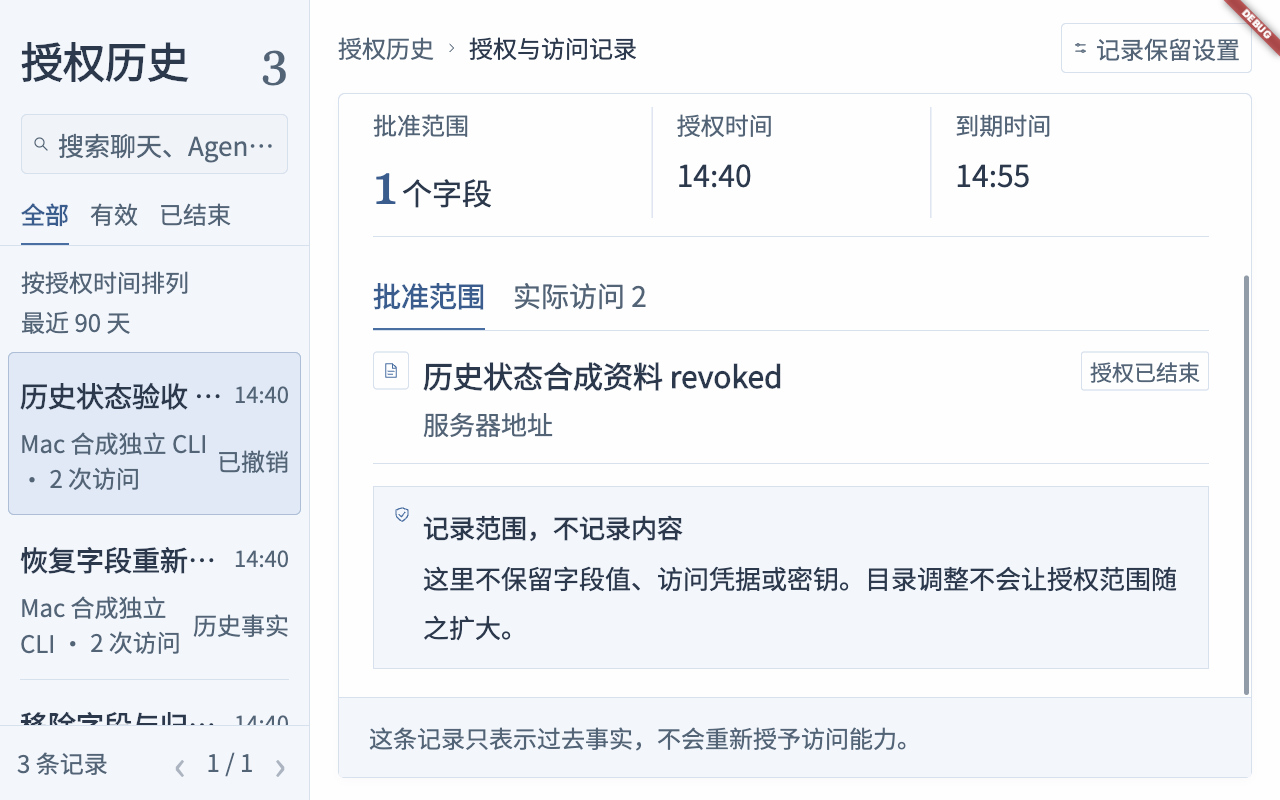 授权历史
3
搜索聊天、Agen…
全部 有效 已结束
按授权时间排列
最近 90 天
历史状态验收 … 14:40
Mac 合成独立 CLI
· 2 次访问
已撤销
恢复字段重新… 14:40
Mac 合成独立
CLI · 2 次访问
历史事实
移除字段与归… 14:40
3 条记录
‹ 1 / 1 ›
授权历史 › 授权与访问记录
记录保留设置
DEBUG
批准范围
1 个字段
授权时间
14:40
到期时间
14:55
批准范围 实际访问 2
历史状态合成资料 revoked
服务器地址
授权已结束
记录范围，不记录内容
这里不保留字段值、访问凭据或密钥。目录调整不会让授权范围随
之扩大。
这条记录只表示过去事实，不会重新授予访问能力。